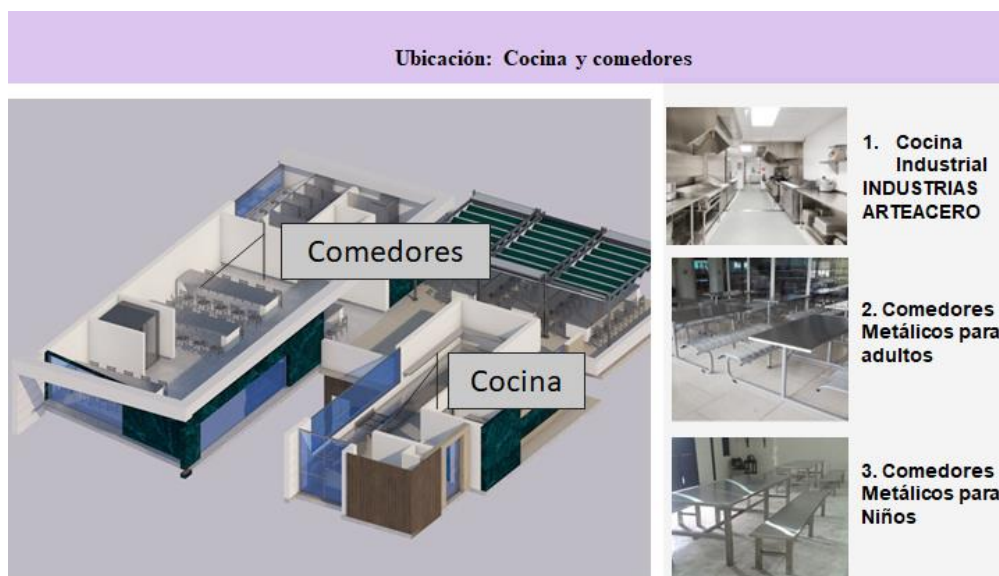 Ubicación: Cocina y comedores
Comedores
Cocina
1. Cocina
Industrial
INDUSTRIAS
ARTEACERO
2. Comedores
Metálicos para
adultos
3. Comedores
Metálicos para
Niños